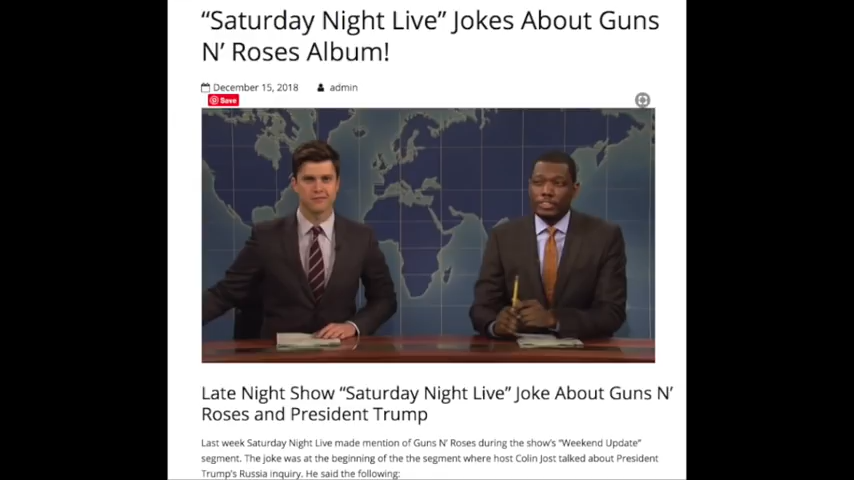 “Saturday Night Live” Jokes About Guns
N’ Roses Album!
December 15, 2018 admin
Save
Late Night Show “Saturday Night Live” Joke About Guns N’
Roses and President Trump
Last week Saturday Night Live made mention of Guns N’ Roses during the show’s “Weekend Update”
segment. The joke was at the beginning of the the segment where host Colin Jost talked about President
Trump’s Russia inquiry. He said the following: